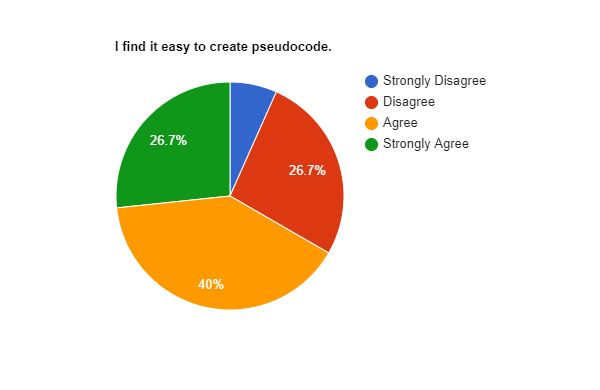 I find it easy to create pseudocode.
Strongly Disagree
Disagree
Agree
Strongly Agree
26.7%
26.7%
40%